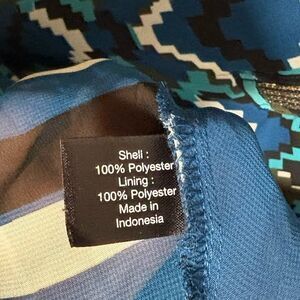 Shell :
100% Polyester
Lining :
100% Polyester
Made in
Indonesia